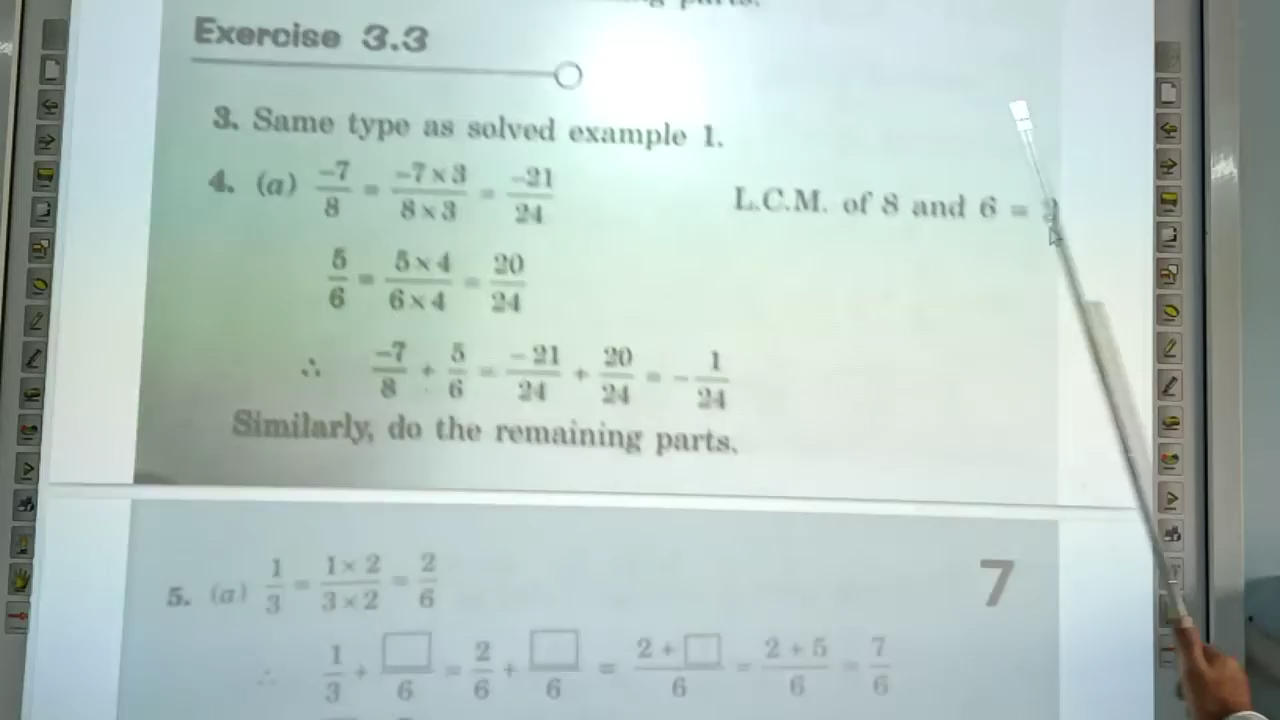 Exercise 3.3
3. Same type as solved example 1.
4. (a) -7/8 = -7 × 3/8 × 3 = -21/24 L.C.M. of 8 and 6 =
5/6 = 5 × 4/6 × 4 = 20/24
∴ -7/8 + 5/6 = -21/24 + 20/24 = - 1/24
Similarly, do the remaining parts.
5. (a) 1/3 = 1 × 2/3 × 2 = 2/6
7
∴ 1/3 + □/6 = 2/6 + □/6 = 2 + □/6 = 2 + 5/6 = 7/6